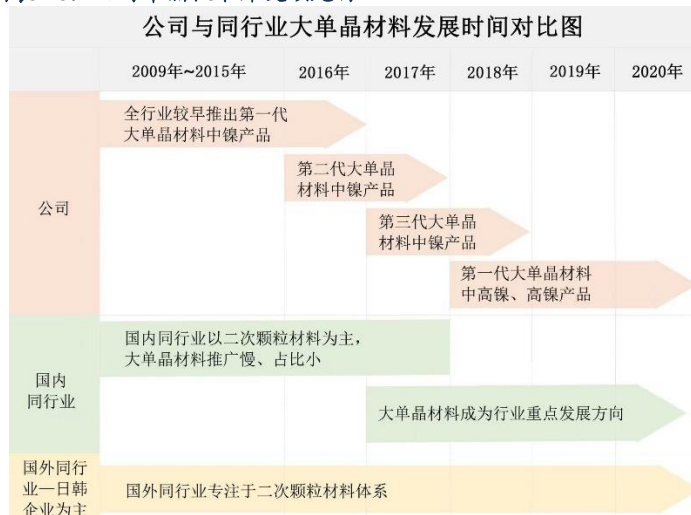 公司与同行业大单晶材料发展时间对比图
2009年~2015年
2016年
2017年
2018年
2019年
2020年
公司
全行业较早推出第一代
大单晶材料中镍产品
第二代大单晶
材料中镍产品
第三代大单晶
材料中镍产品
第一代大单晶材料
中高镍、高镍产品
国内
同行业
国内同行业以二次颗粒材料为主，
大单晶材料推广慢、占比小
大单晶材料成为行业重点发展方向
国外同行
业—日韩
企业为主
国外同行业专注于二次颗粒材料体系